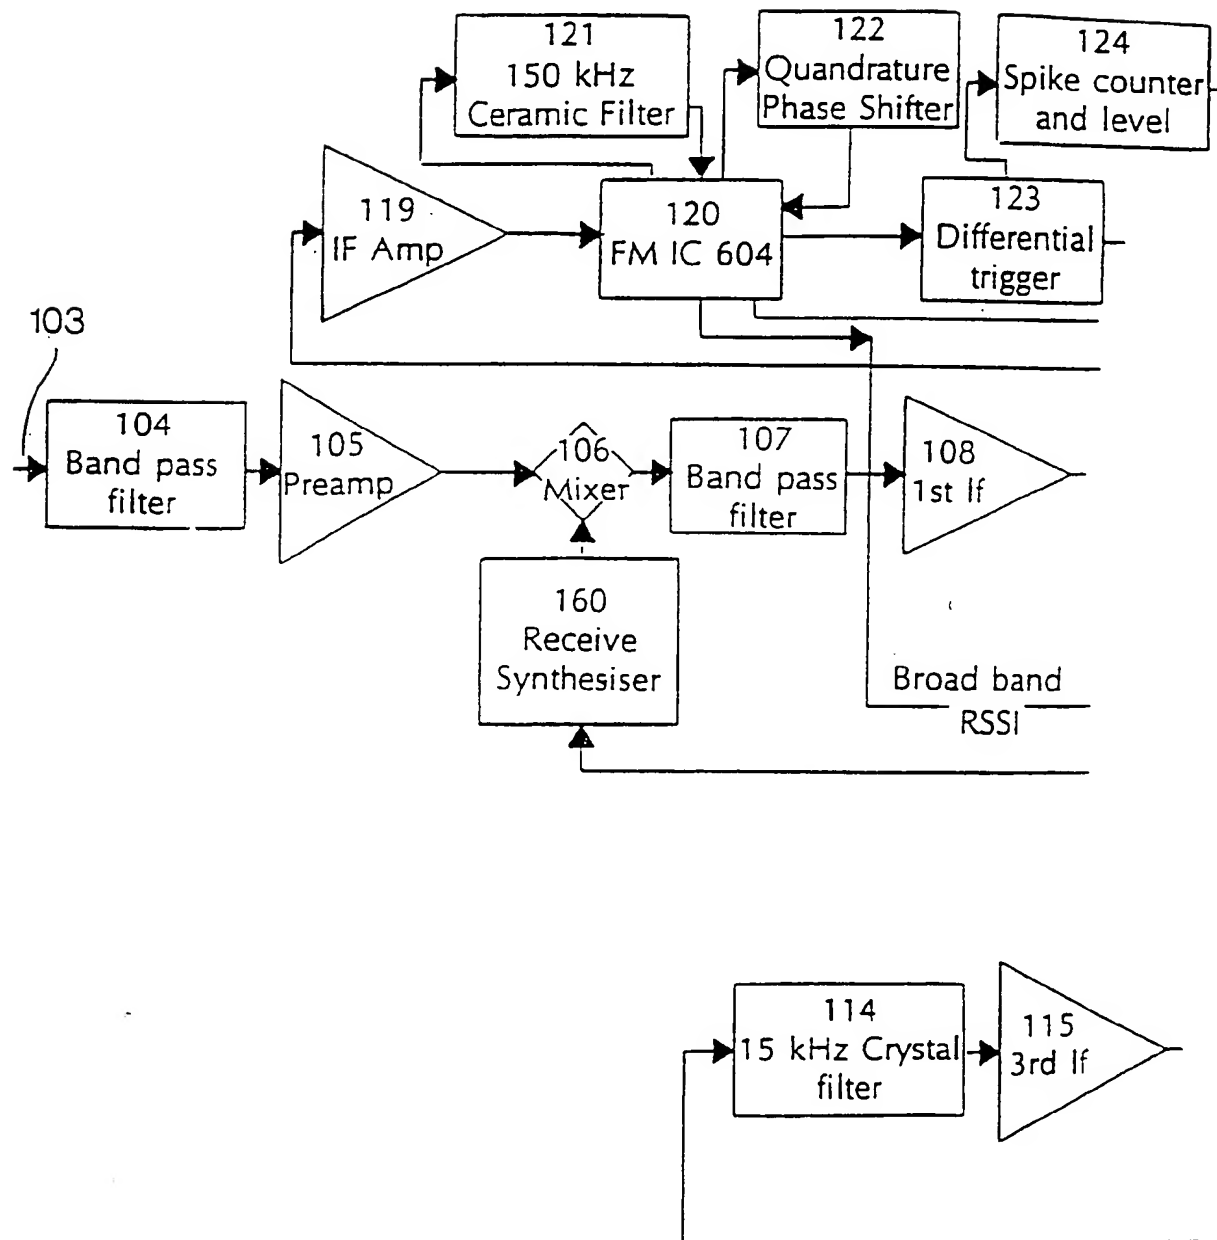 121
150 kHz
Ceramic Filter
122
Quandrature
Phase Shifter
124
Spike counter
and level
119
IF Amp
120
FM IC 604
123
Differential
trigger
103
104
Band pass
filter
105
Preamp
106
Mixer
107
Band pass
filter
108
1st If
160
Receive
Synthesiser
Broad band
RSSI
114
15 kHz Crystal
filter
115
3rd If